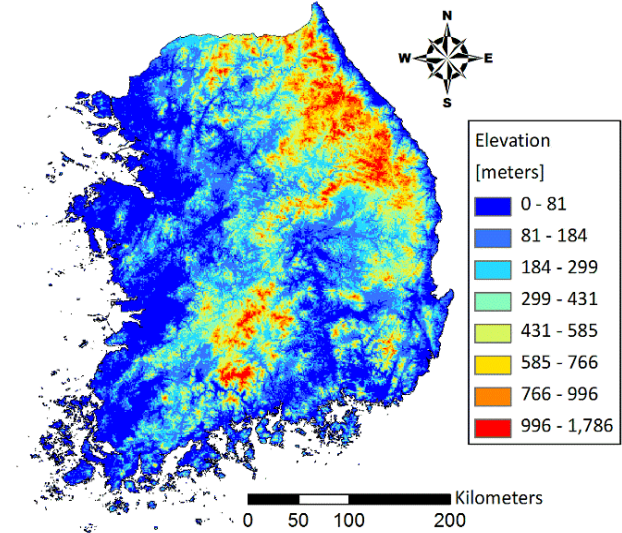 N
W E
S
Elevation
[meters]
0 - 81
81 - 184
184 - 299
299 - 431
431 - 585
585 - 766
766 - 996
996 - 1,786
Kilometers
0 50 100 200